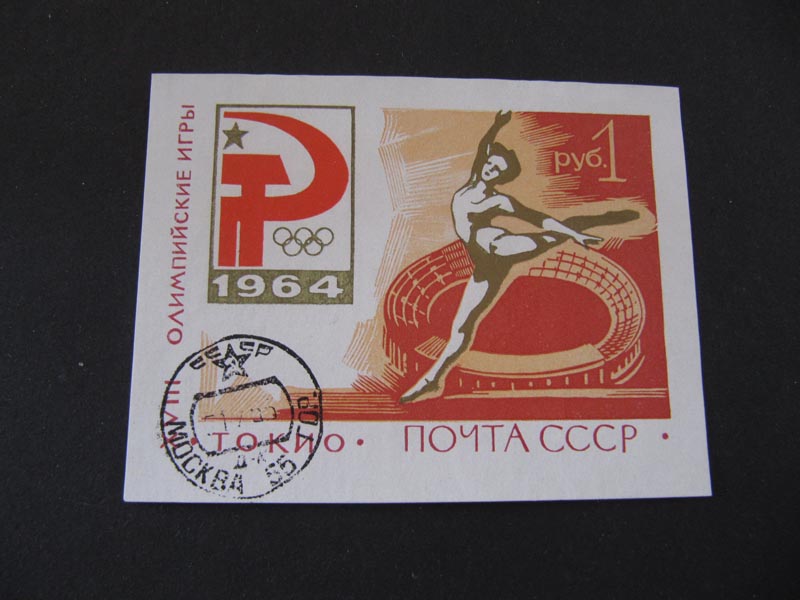 XVIII ОЛИМПИЙСКИЕ ИГРЫ
1964
руб. 1
• ТОКИО • ПОЧТА СССР •
СССР
МОСКВА